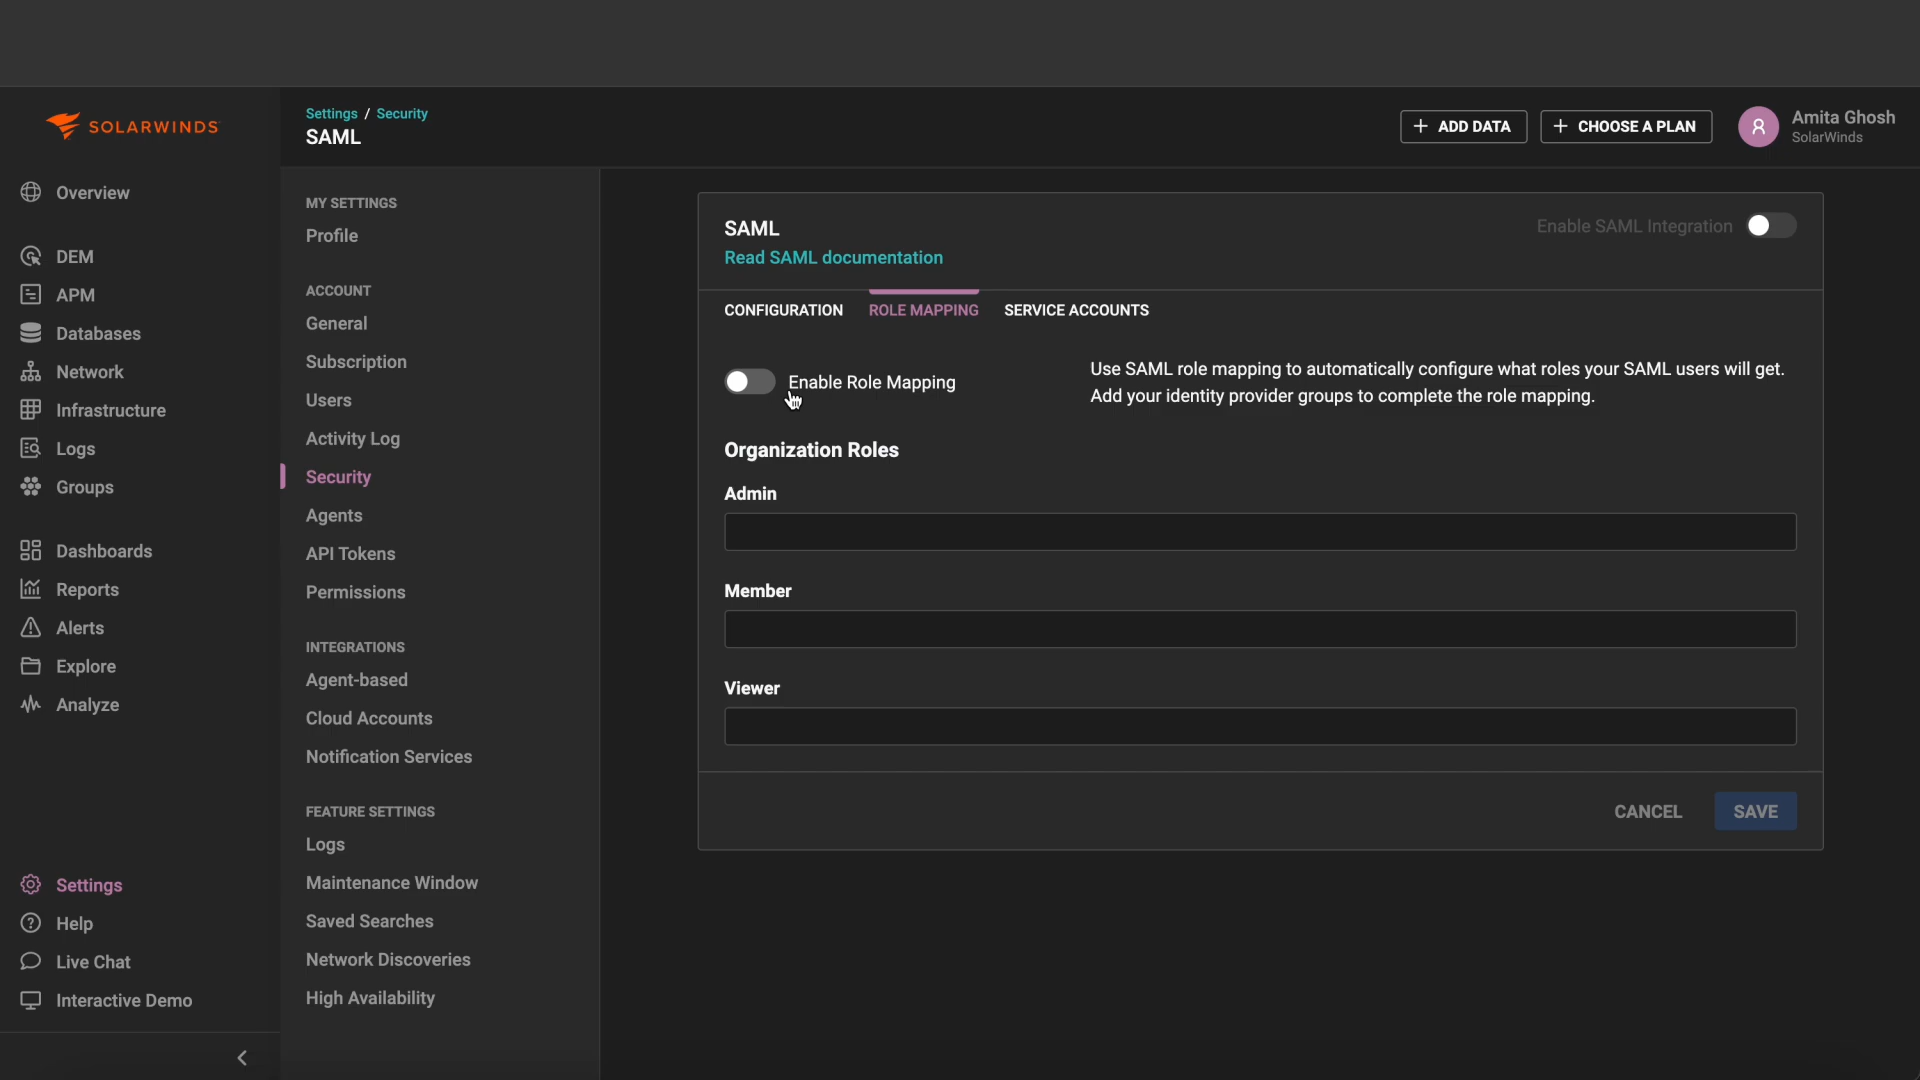 SOLARWINDS
Overview
DEM
APM
Databases
Network
Infrastructure
Logs
Groups
Dashboards
Reports
Alerts
Explore
Analyze
Settings
Help
Live Chat
Interactive Demo
Settings / Security
SAML
+ ADD DATA
+ CHOOSE A PLAN
Amita Ghosh
SolarWinds
MY SETTINGS
Profile
ACCOUNT
General
Subscription
Users
Activity Log
Security
Agents
API Tokens
Permissions
INTEGRATIONS
Agent-based
Cloud Accounts
Notification Services
FEATURE SETTINGS
Logs
Maintenance Window
Saved Searches
Network Discoveries
High Availability
SAML
Read SAML documentation
Enable SAML Integration
CONFIGURATION ROLE MAPPING SERVICE ACCOUNTS
Enable Role Mapping
Use SAML role mapping to automatically configure what roles your SAML users will get.
Add your identity provider groups to complete the role mapping.
Organization Roles
Admin
Member
Viewer
CANCEL SAVE